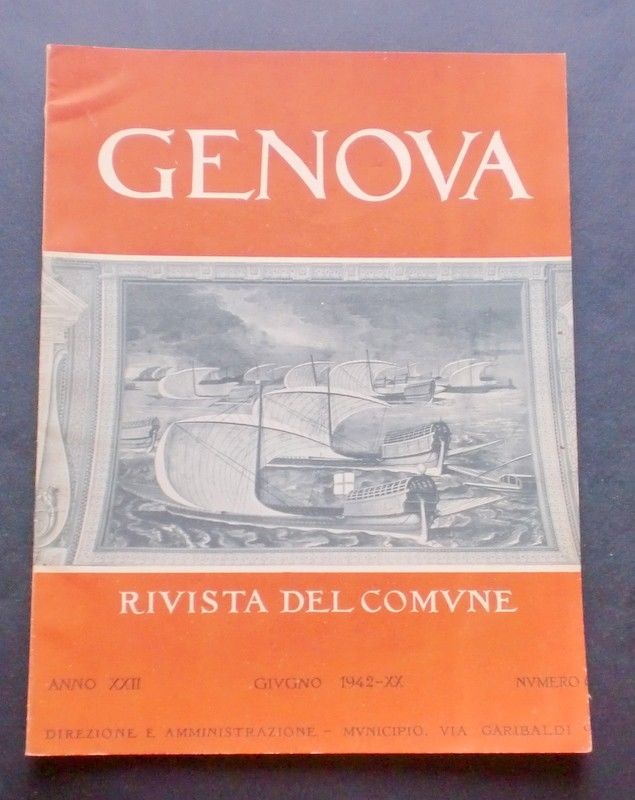 GENOVA
RIVISTA DEL COMVNE
ANNO XXII GIVGNO 1942-XX NVMERO
DIREZIONE E AMMINISTRAZIONE - MVNICIPIO, VIA GARIBALDI